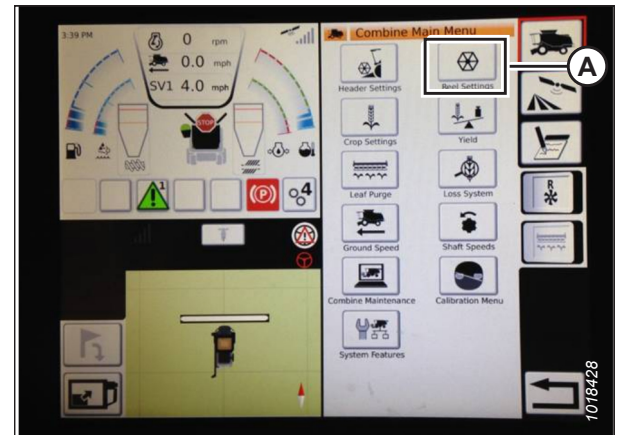 3:39 PM
0 rpm
0.0 mph
SV1 4.0 mph
STOP
1
(P)
4
Combine Main Menu
Header Settings
Reel Settings
A
Crop Settings
Yield
Leaf Purge
Loss System
Ground Speed
Shaft Speeds
Combine Maintenance
Calibration Menu
System Features
R
1018428